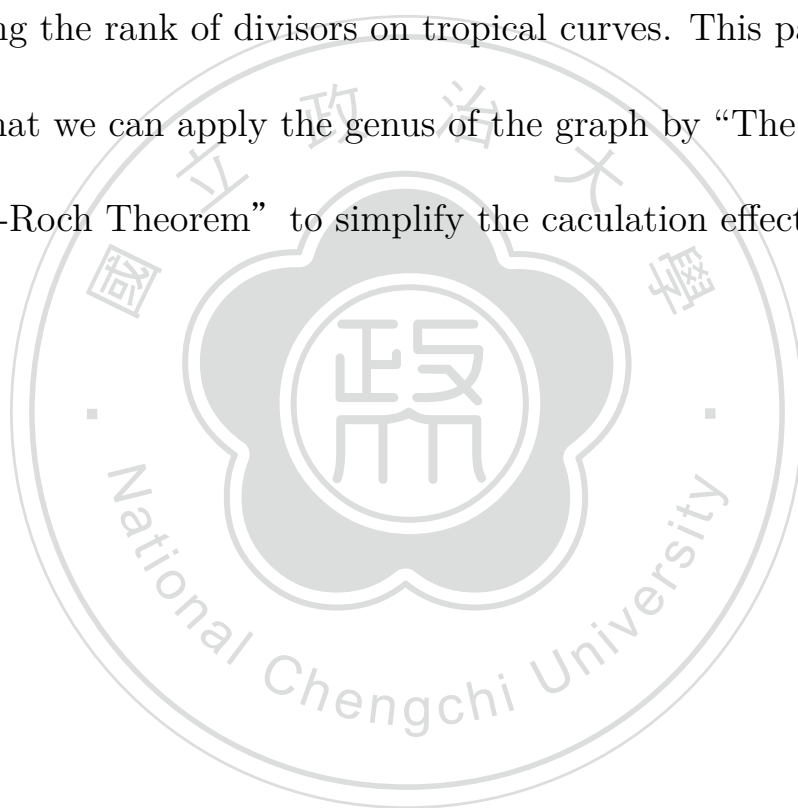 ng the rank of divisors on tropical curves. This pa
hat we can apply the genus of the graph by “The
-Roch Theorem” to simplify the caculation effect
國立政治大學
政大
National Chengchi University